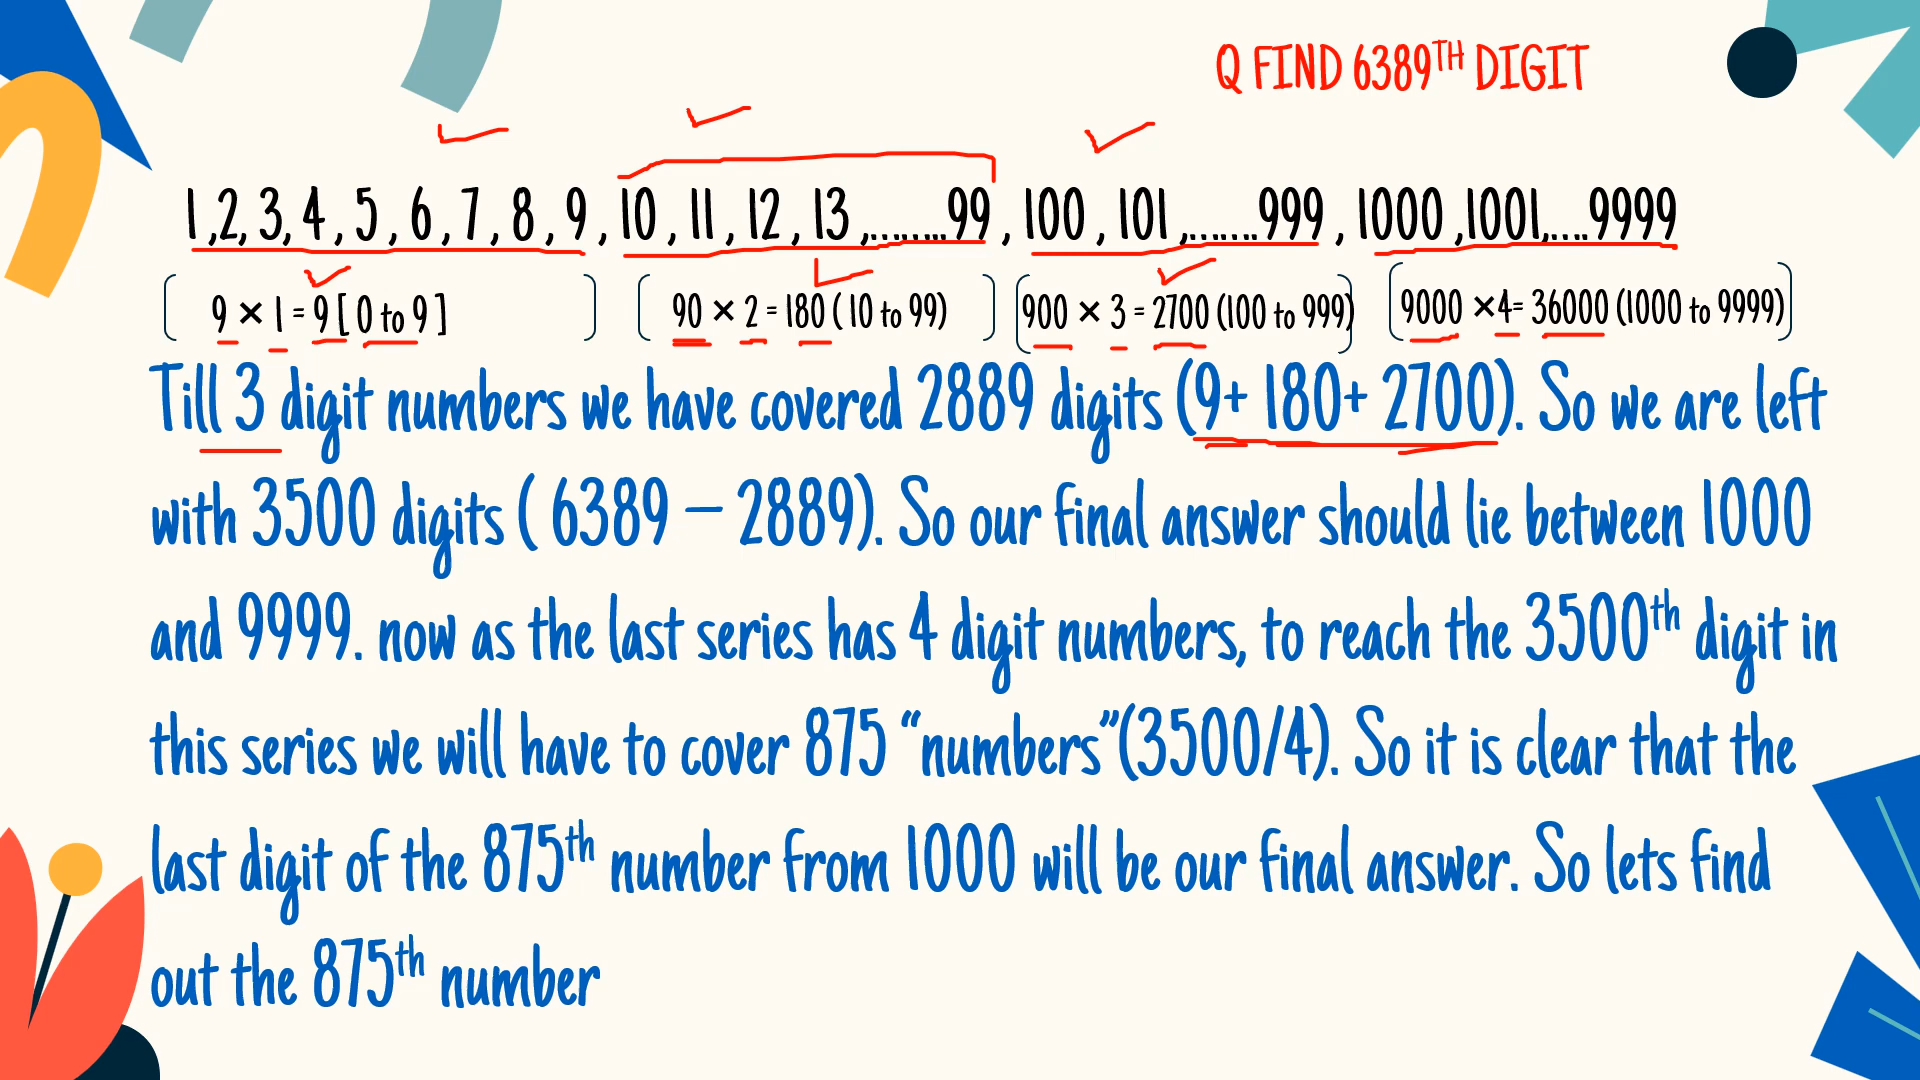 Q FIND 6389TH DIGIT
1,2, 3, 4, 5 , 6 , 7 , 8 , 9 , 10 , 11 , 12 , 13 ,.........99 , 100 , 101 ,........999 , 1000 ,1001,....9999
9 × 1 = 9 [ 0 to 9 ] 90 × 2 = 180 ( 10 to 99) 900 × 3 = 2700 (100 to 999) 9000 ×4= 36000 (1000 to 9999)
Till 3 digit numbers we have covered 2889 digits (9+ 180+ 2700). So we are left
with 3500 digits ( 6389 – 2889). So our final answer should lie between 1000
and 9999. now as the last series has 4 digit numbers, to reach the 3500th digit in
this series we will have to cover 875 “numbers”(3500/4). So it is clear that the
last digit of the 875th number from 1000 will be our final answer. So lets find
out the 875th number